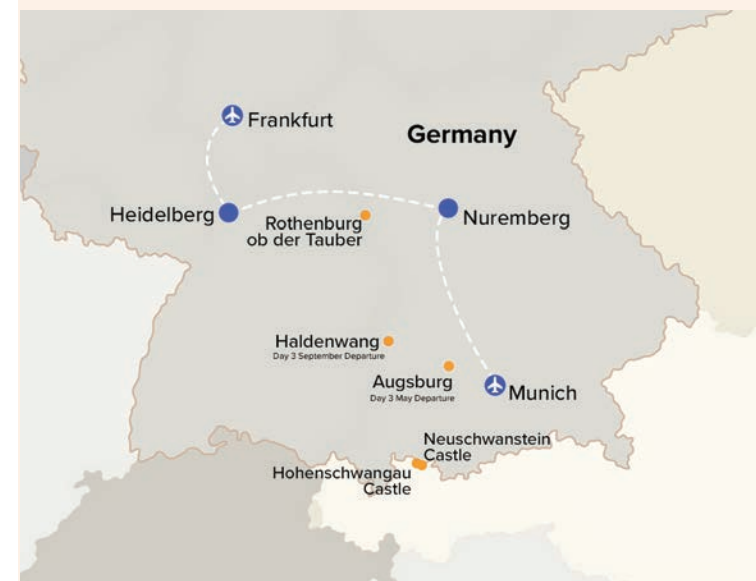 Frankfurt
Germany
Heidelberg
Rothenburg
ob der Tauber
Nuremberg
Haldenwang
Day 3 September Departure
Augsburg
Day 3 May Departure
Munich
Neuschwanstein
Castle
Hohenschwangau
Castle